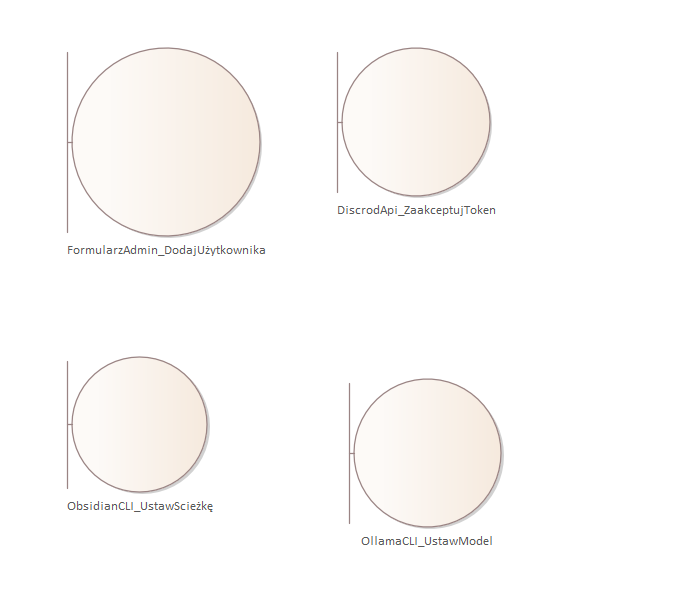 FormularzAdmin_DodajUżytkownika
DiscrodApi_ZaakceptujToken
ObsidianCLI_UstawScieżkę
OllamaCLI_UstawModel